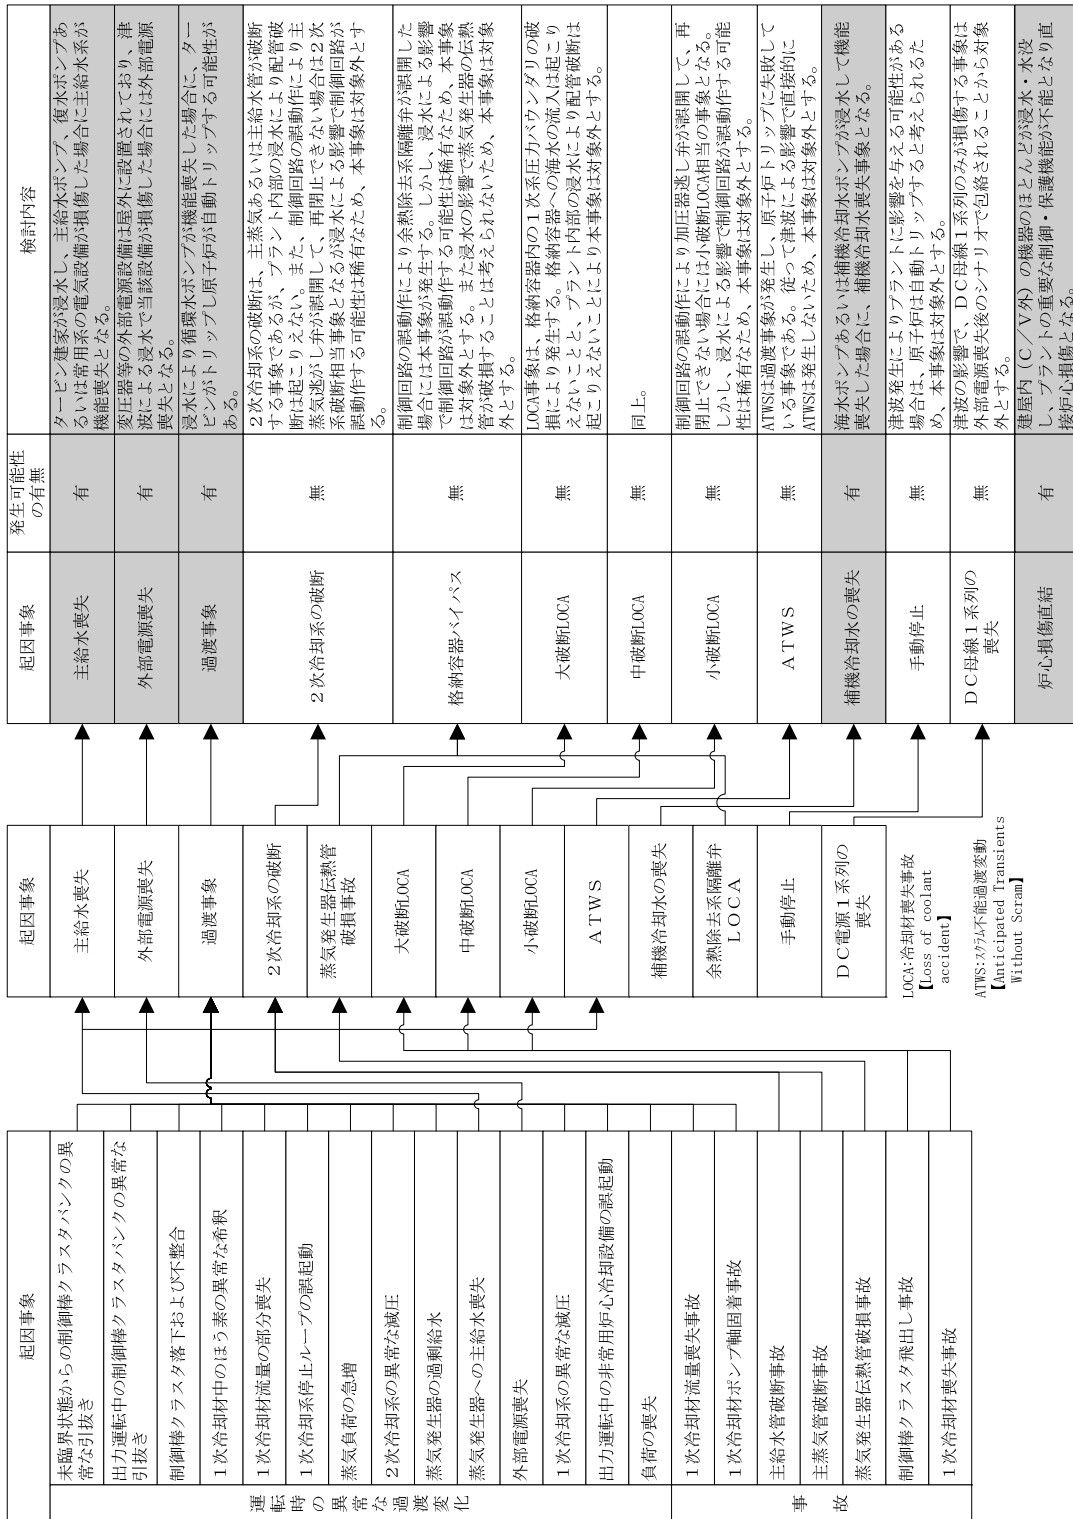 起因事象
運転時の異常な過渡変化
未臨界状態からの制御棒クラスタバンクの異
常な引抜き
出力運転中の制御棒クラスタバンクの異常な
引抜き
制御棒クラスタ落下および不整合
1次冷却材中のほう素の異常な希釈
1次冷却材流量の部分喪失
1次冷却系停止ループの誤起動
蒸気負荷の急増
2次冷却系の異常な減圧
蒸気発生器の過剰給水
蒸気発生器への主給水喪失
外部電源喪失
1次冷却系の異常な減圧
出力運転中の非常用炉心冷却設備の誤起動
負荷の喪失
事故
1次冷却材流量喪失事故
1次冷却材ポンプ軸固着事故
主給水管破断事故
主蒸気管破断事故
蒸気発生器伝熱管破損事故
制御棒クラスタ飛出し事故
1次冷却材喪失事故
起因事象
主給水喪失
外部電源喪失
過渡事象
2次冷却系の破断
蒸気発生器伝熱管
破損事故
大破断LOCA
中破断LOCA
小破断LOCA
ATWS
補機冷却水の喪失
余熱除去系隔離弁
LOCA
手動停止
DC電源1系列の
喪失
LOCA:冷却材喪失事故
【Loss of coolant
accident】
ATWS:スクラム不能過渡変動
【Anticipated Transients
Without Scram】
起因事象
発生可能性
の有無
検討内容
主給水喪失
有
タービン建家が浸水し、主給水ポンプ、復水ポンプあ
るいは常用系の電気設備が損傷した場合に主給水系が
機能喪失となる。
外部電源喪失
有
変圧器等の外部電源設備は屋外に設置されており、津
波による浸水で当該設備が損傷した場合には外部電源
喪失となる。
過渡事象
有
浸水により循環水ポンプが機能喪失した場合に、ター
ビンがトリップし原子炉が自動トリップする可能性が
ある。
2次冷却系の破断
無
2次冷却系の破断は、主蒸気あるいは主給水管が破断
する事象であるが、プラント内部の浸水により配管破
断は起こりえない。また、制御回路の誤動作により主
蒸気逃がし弁が誤開して、再閉止できない場合は2次
系破断相当事象となるが浸水による影響で制御回路が
誤動作する可能性は稀有なため、本事象は対象外とす
る。
格納容器バイパス
無
制御回路の誤動作により余熱除去系隔離弁が誤開した
場合には本事象が発生する。しかし、浸水による影響
で制御回路が誤動作する可能性は稀有なため、本事象
は対象外とする。また浸水の影響で蒸気発生器の伝熱
管が破損することは考えられないため、本事象は対象
外とする。
大破断LOCA
無
LOCA事象は、格納容器内の1次系圧力バウンダリの破
損により発生する。格納容器への海水の流入は起こり
えないことと、プラント内部の浸水により配管破断は
起こりえないことにより本事象は対象外とする。
中破断LOCA
無
同上。
小破断LOCA
無
制御回路の誤動作により加圧器逃し弁が誤開して、再
閉止できない場合には小破断LOCA相当の事象となる。
しかし、浸水による影響で制御回路が誤動作する可能
性は稀有なため、本事象は対象外とする。
ATWS
無
ATWSは過渡事象が発生し、原子炉トリップに失敗して
いる事象である。従って津波による影響で直接的に
ATWSは発生しないため、本事象は対象外とする。
補機冷却水の喪失
有
海水ポンプあるいは補機冷却水ポンプが浸水して機能
喪失した場合に、補機冷却水喪失事象となる。
手動停止
無
津波発生によりプラントに影響を与える可能性がある
場合は、原子炉は自動トリップすると考えられるた
め、本事象は対象外とする。
DC母線1系列の
喪失
無
津波の影響で、DC母線1系列のみが損傷する事象は
外部電源喪失後のシナリオで包絡されることから対象
外とする。
炉心損傷直結
有
建屋内(C/V外)の機器のほとんどが浸水・水没
し、プラントの重要な制御・保護機能が不能となり直
接炉心損傷となる。